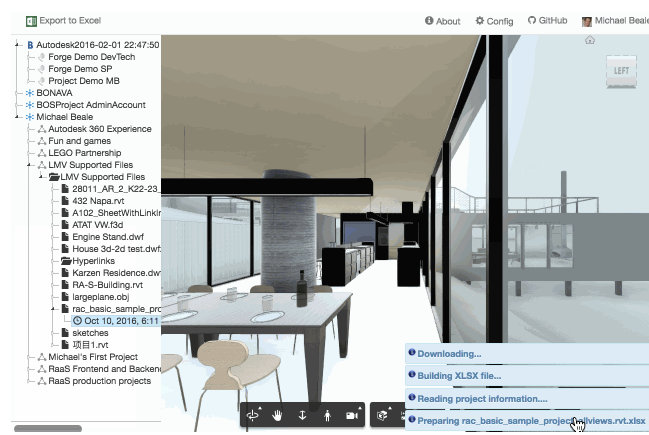 Export to Excel
About
Config
GitHub
Michael Beale
Autodesk2016-02-01 22:47:50
Forge Demo DevTech
Forge Demo SP
Project Demo MB
BONAVA
BOSProject AdminAccount
Michael Beale
Autodesk 360 Experience
Fun and games
LEGO Partnership
LMV Supported Files
LMV Supported Files
28011_AR_2_K22-23_
432 Napa.rvt
A102_SheetWithLinkIn
ATAT VW.f3d
Engine Stand.dwf
House 3d-2d test.dwf
Hyperlinks
Karzen Residence.dw
RA-S-Building.rvt
largeplane.obj
rac_basic_sample_pro
Oct 10, 2016, 6:11
sketches
项目1.rvt
Michael's First Project
RaaS Frontend and Backen
RaaS production projects
LEFT
Downloading...
Building XLSX file...
Reading project information....
Preparing